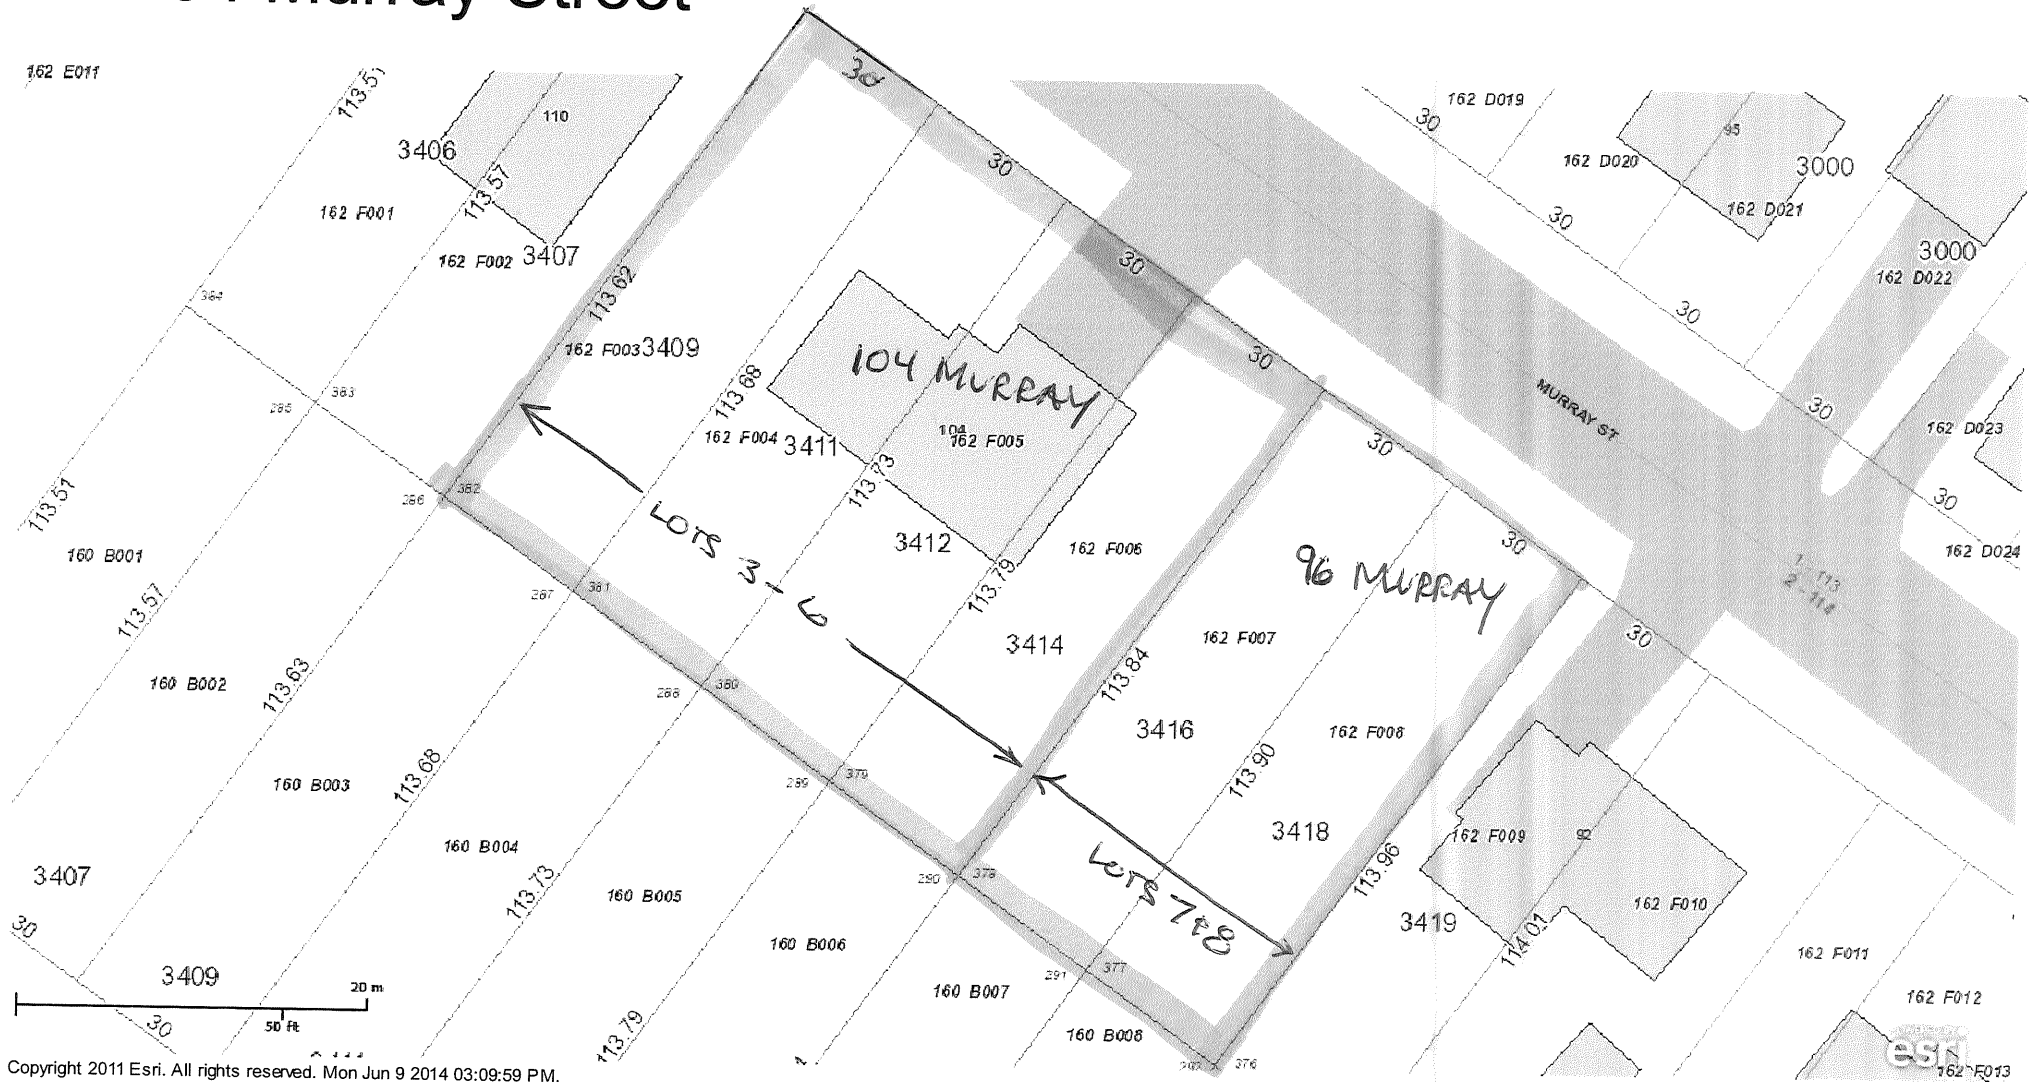 Murray Street
162 E011
113.51
30
162 D019
30
110
95
3406
113.57
30
162 D020
3000
162 F001
162 D021
30
3407
162 F002
30
3000
162 D022
384
113.62
30
162 F003 3409
30
104 MURRAY
MURRAY ST
383
285
113.68
30
162 F004
3411
104
162 F005
30
162 D023
286
382
113.73
113.51
LOTS 3-6
30
3412
162 F006
30
162 D024
160 B001
96 MURRAY
1 - 113
2 - 114
287
381
113.79
113.57
3414
162 F007
30
113.63
160 B002
288
380
113.84
3416
162 F008
160 B003
113.68
289
379
113.90
3418
162 F009
92
160 B004
LOTS 7+8
113.96
3407
290
378
113.73
160 B005
162 F010
3419
30
114.01
160 B006
162 F011
3409
20 m
291
377
160 B007
162 F012
50 ft
30
113.79
160 B008
292
376
POWERED BY
esri
162 F013
Copyright 2011 Esri. All rights reserved. Mon Jun 9 2014 03:09:59 PM.